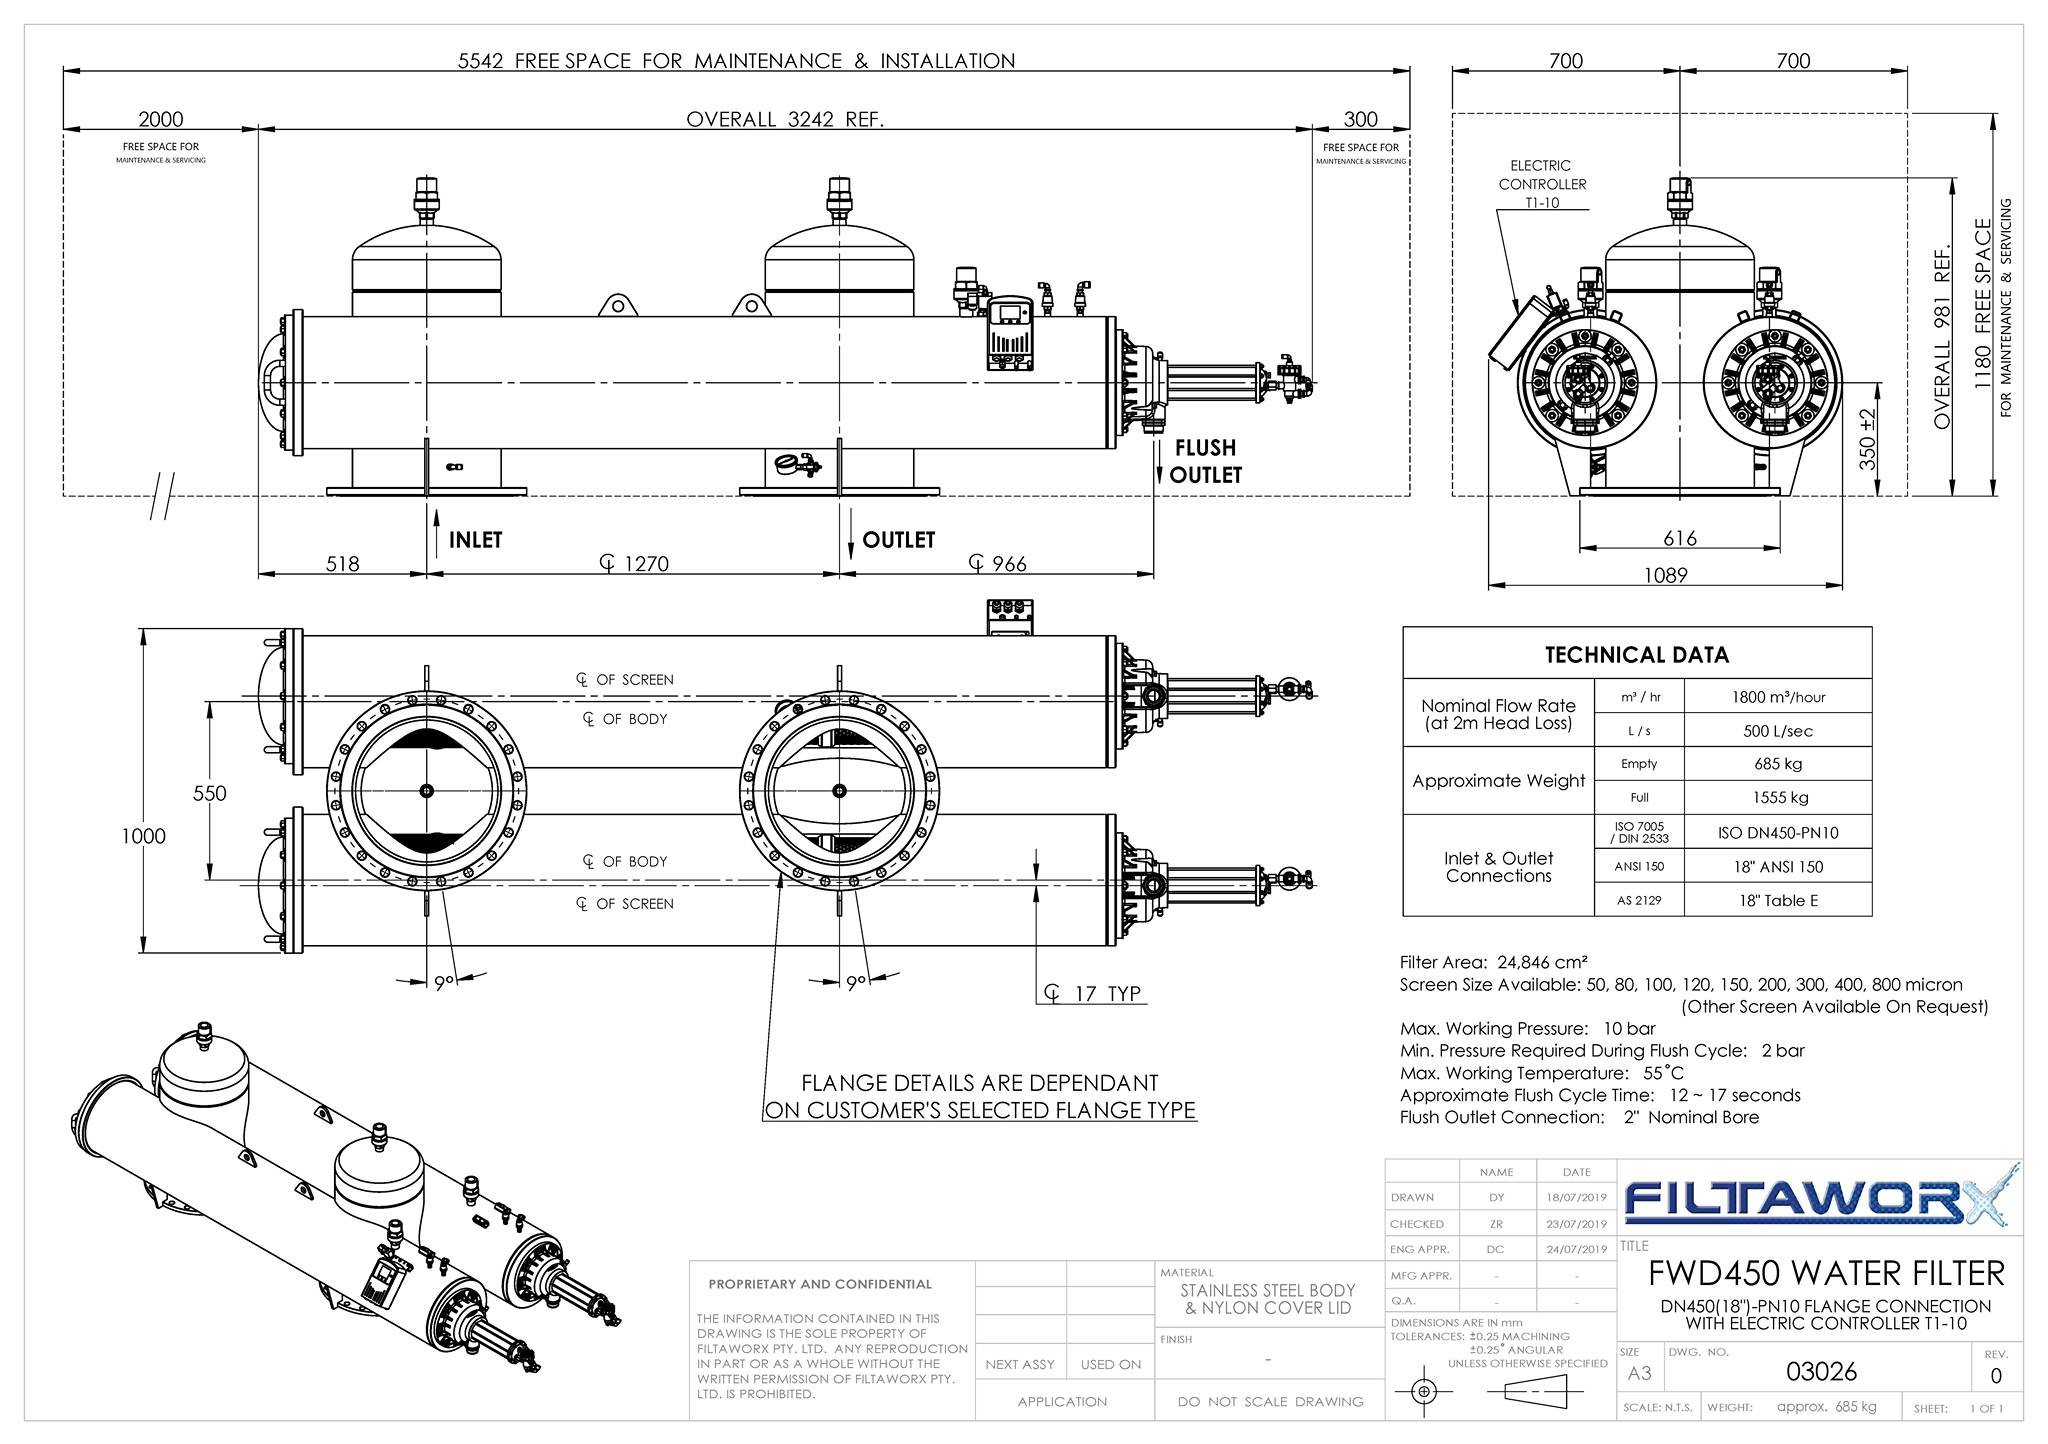 5542 FREE SPACE FOR MAINTENANCE & INSTALLATION
2000
OVERALL 3242 REF.
300
FREE SPACE FOR
MAINTENANCE & SERVICING
FREE SPACE FOR
MAINTENANCE & SERVICING
FLUSH
OUTLET
INLET
OUTLET
518
℄ 1270
℄ 966
700
700
ELECTRIC
CONTROLLER
T1-10
OVERALL 981 REF.
1180 FREE SPACE
FOR MAINTENANCE & SERVICING
350 ±2
616
1089
℄ OF SCREEN
℄ OF BODY
550
1000
℄ OF BODY
℄ OF SCREEN
9°
9°
℄ 17 TYP
FLANGE DETAILS ARE DEPENDANT
ON CUSTOMER'S SELECTED FLANGE TYPE
TECHNICAL DATA
Nominal Flow Rate
(at 2m Head Loss)
m³ / hr
1800 m³/hour
L / s
500 L/sec
Approximate Weight
Empty
685 kg
Full
1555 kg
Inlet & Outlet
Connections
ISO 7005
/ DIN 2533
ISO DN450-PN10
ANSI 150
18" ANSI 150
AS 2129
18" Table E
Filter Area: 24,846 cm²
Screen Size Available: 50, 80, 100, 120, 150, 200, 300, 400, 800 micron
(Other Screen Available On Request)
Max. Working Pressure: 10 bar
Min. Pressure Required During Flush Cycle: 2 bar
Max. Working Temperature: 55°C
Approximate Flush Cycle Time: 12 ~ 17 seconds
Flush Outlet Connection: 2" Nominal Bore
PROPRIETARY AND CONFIDENTIAL
THE INFORMATION CONTAINED IN THIS
DRAWING IS THE SOLE PROPERTY OF
FILTAWORX PTY. LTD. ANY REPRODUCTION
IN PART OR AS A WHOLE WITHOUT THE
WRITTEN PERMISSION OF FILTAWORX PTY.
LTD. IS PROHIBITED.
NEXT ASSY
USED ON
APPLICATION
MATERIAL
STAINLESS STEEL BODY
& NYLON COVER LID
FINISH
-
DO NOT SCALE DRAWING
NAME
DATE
DRAWN
DY
18/07/2019
CHECKED
ZR
23/07/2019
ENG APPR.
DC
24/07/2019
MFG APPR.
-
-
Q.A.
-
-
DIMENSIONS ARE IN mm
TOLERANCES: ±0.25 MACHINING
±0.25° ANGULAR
UNLESS OTHERWISE SPECIFIED
FILTAWORX
TITLE
FWD450 WATER FILTER
DN450(18")-PN10 FLANGE CONNECTION
WITH ELECTRIC CONTROLLER T1-10
SIZE
A3
DWG. NO.
03026
REV.
0
SCALE: N.T.S.
WEIGHT: approx. 685 kg
SHEET: 1 OF 1